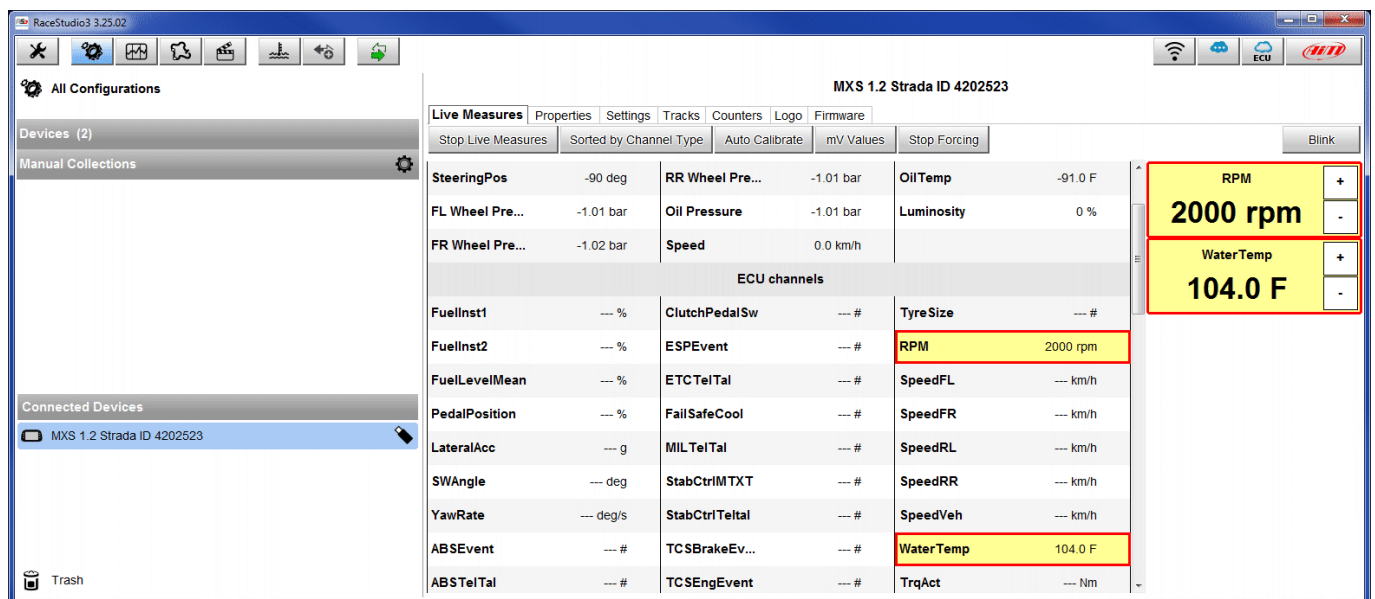 RaceStudio3 3.25.02
ECU
AiM
All Configurations
MXS 1.2 Strada ID 4202523
Live Measures Properties Settings Tracks Counters Logo Firmware
Devices (2)
Stop Live Measures Sorted by Channel Type Auto Calibrate mV Values Stop Forcing Blink
Manual Collections
SteeringPos -90 deg RR Wheel Pre... -1.01 bar OilTemp -91.0 F
RPM
+
2000 rpm
-
FL Wheel Pre... -1.01 bar Oil Pressure -1.01 bar Luminosity 0 %
FR Wheel Pre... -1.02 bar Speed 0.0 km/h
WaterTemp
+
104.0 F
-
ECU channels
FuelInst1 --- % ClutchPedalSw --- # TyreSize --- #
FuelInst2 --- % ESPEvent --- # RPM 2000 rpm
FuelLevelMean --- % ETCTelTal --- # SpeedFL --- km/h
Connected Devices
PedalPosition --- % FailSafeCool --- # SpeedFR --- km/h
MXS 1.2 Strada ID 4202523
LateralAcc --- g MILTelTal --- # SpeedRL --- km/h
SWAngle --- deg StabCtrlMTXT --- # SpeedRR --- km/h
YawRate --- deg/s StabCtrlTeltal --- # SpeedVeh --- km/h
ABSEvent --- # TCSBrakeEv... --- # WaterTemp 104.0 F
Trash
ABSTelTal --- # TCSEngEvent --- # TrqAct --- Nm